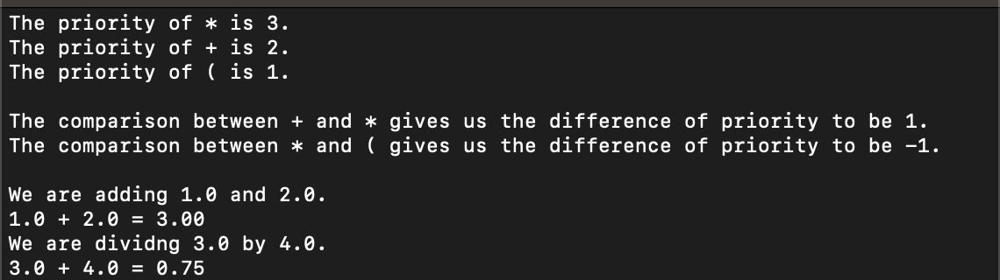 The priority of * is 3.
The priority of + is 2.
The priority of ( is 1.
The comparison between + and * gives us the difference of priority to be 1.
The comparison between * and ( gives us the difference of priority to be -1.
We are adding 1.0 and 2.0.
1.0 + 2.0 = 3.00
We are dividng 3.0 by 4.0.
3.0 + 4.0 = 0.75